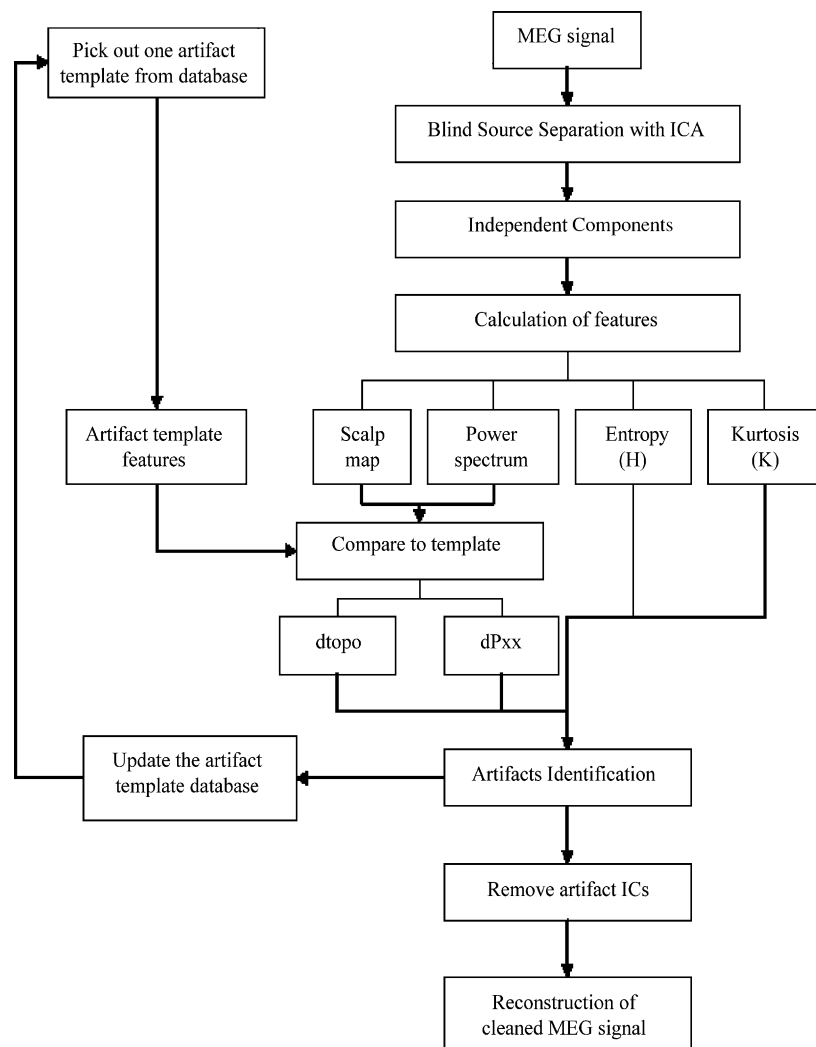 Pick out one artifact
template from database
MEG signal
Blind Source Separation with ICA
Independent Components
Calculation of features
Artifact template
features
Scalp
map
Power
spectrum
Entropy
(H)
Kurtosis
(K)
Compare to template
dtopo
dPxx
Update the artifact
template database
Artifacts Identification
Remove artifact ICs
Reconstruction of
cleaned MEG signal